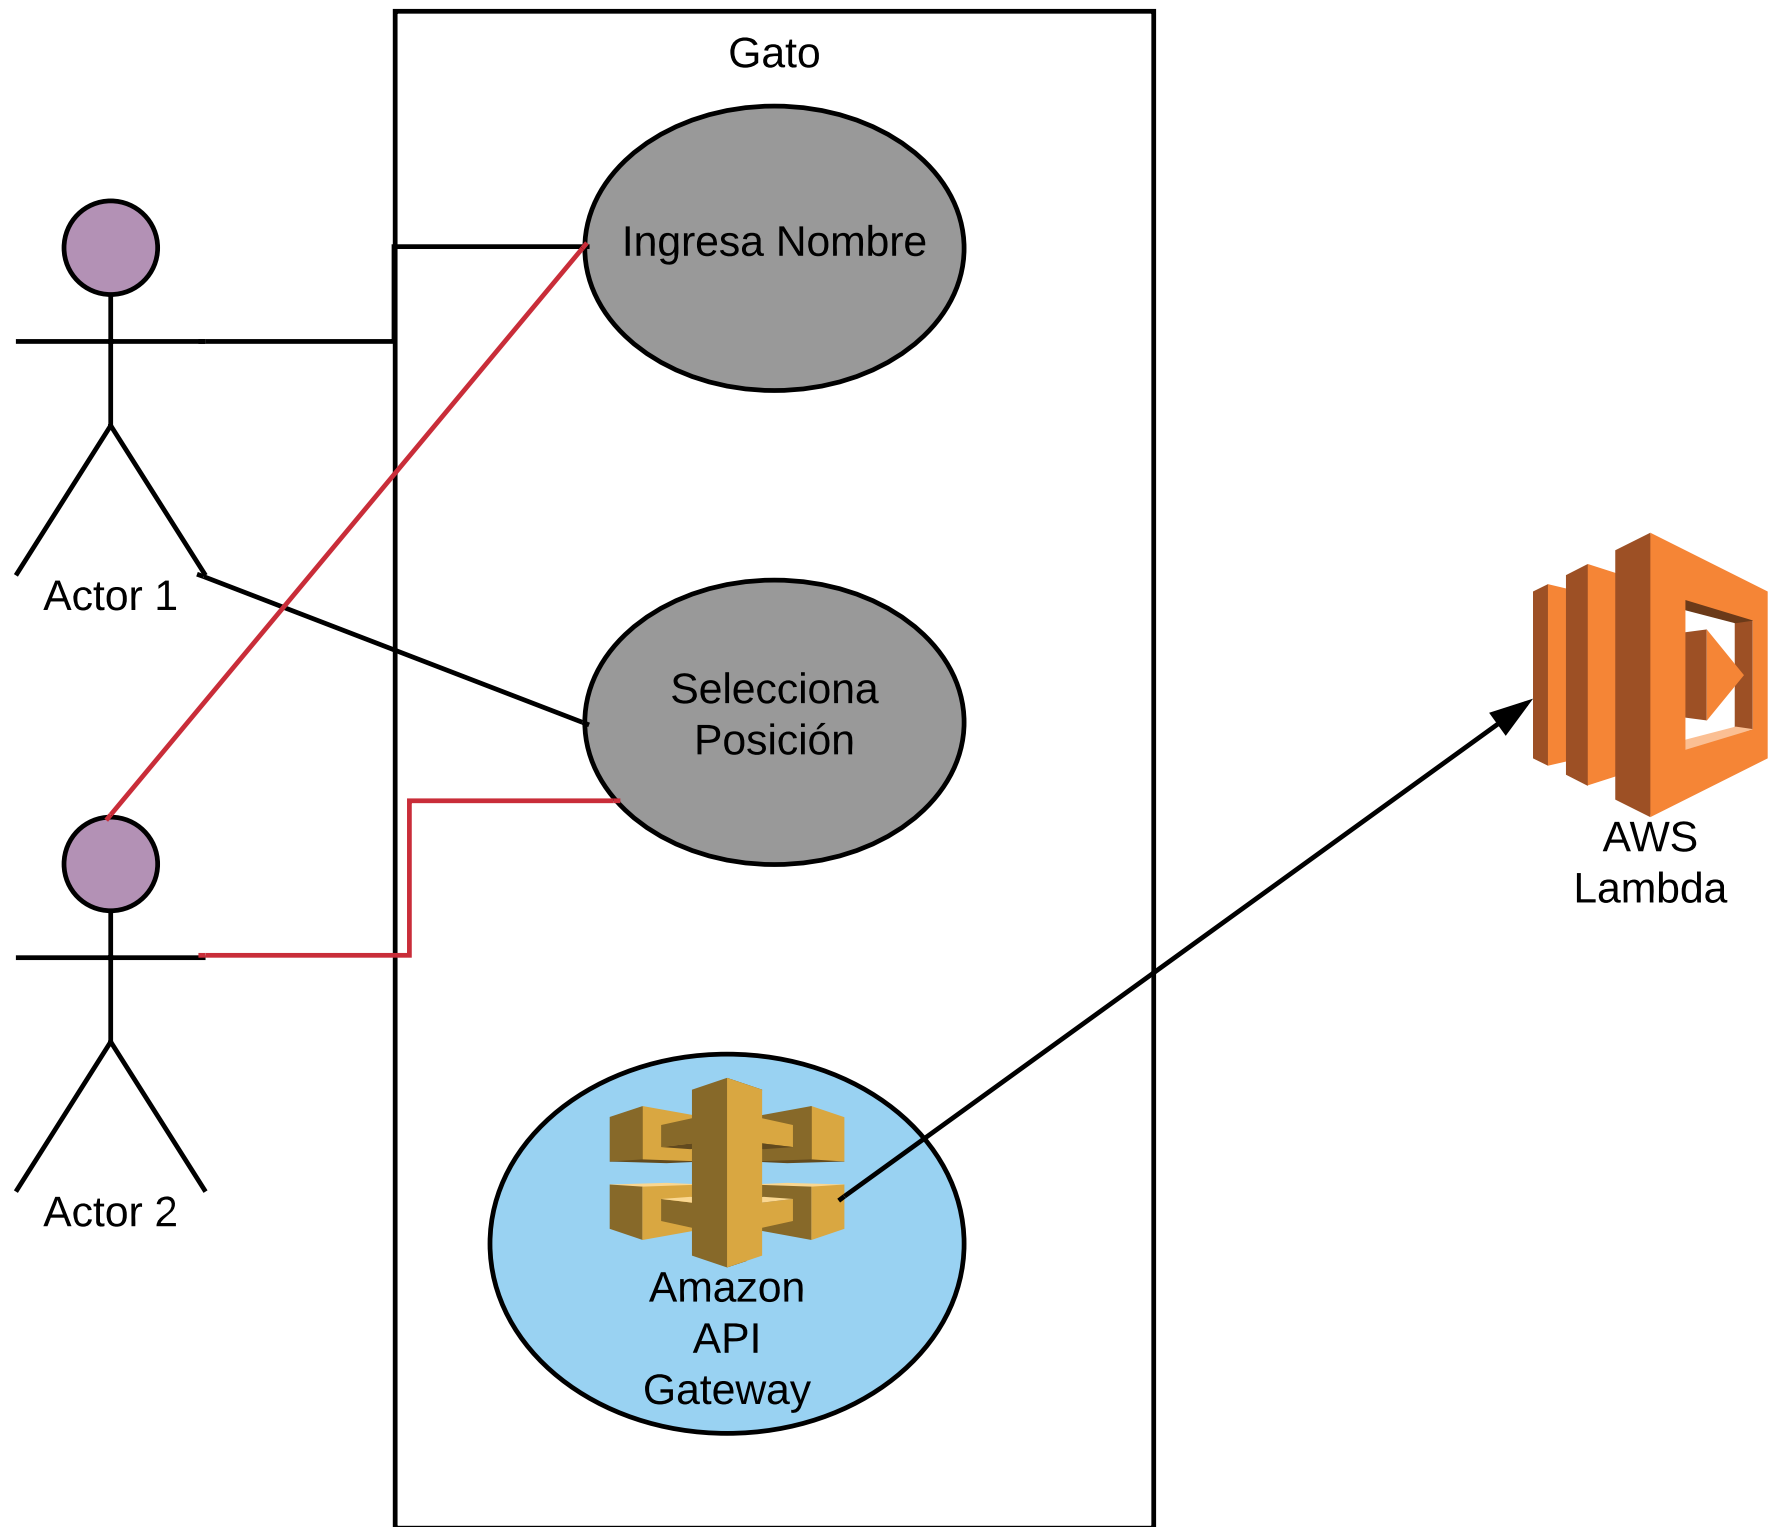 Gato
Ingresa Nombre
Actor 1
Selecciona
Posición
AWS
Lambda
Actor 2
Amazon
API
Gateway